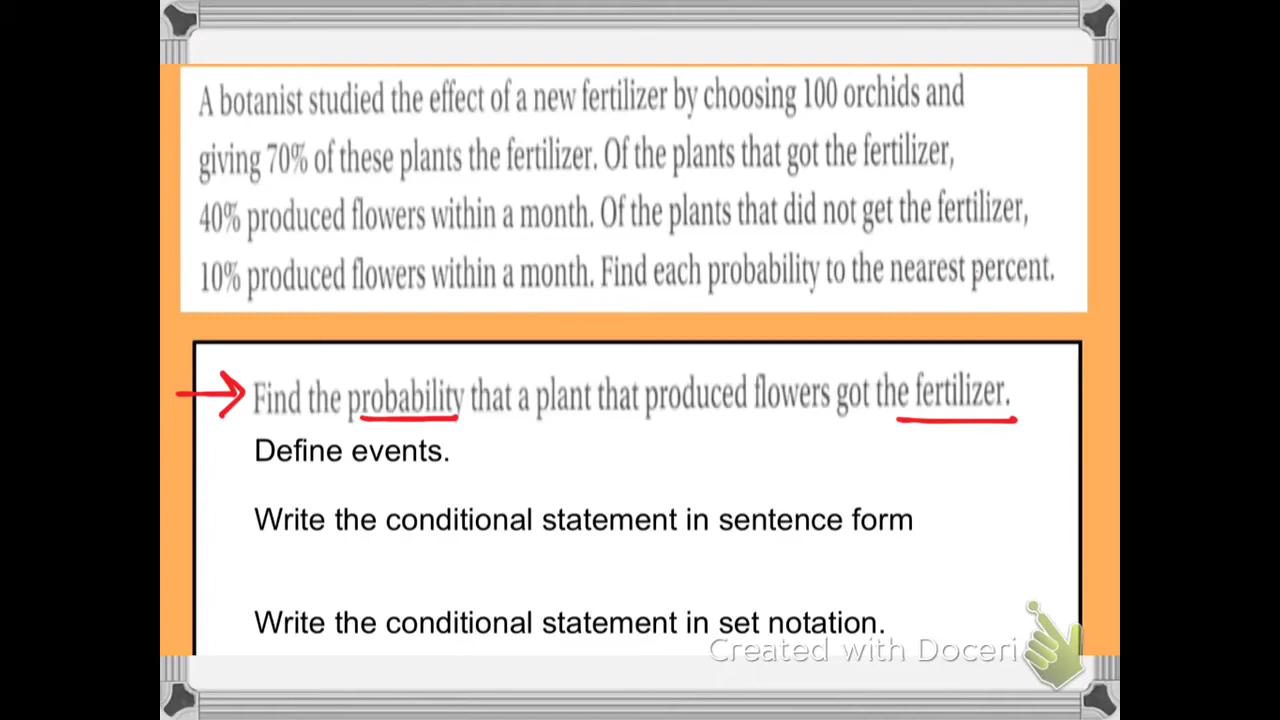 A botanist studied the effect of a new fertilizer by choosing 100 orchids and
giving 70% of these plants the fertilizer. Of the plants that got the fertilizer,
40% produced flowers within a month. Of the plants that did not get the fertilizer,
10% produced flowers within a month. Find each probability to the nearest percent.
Find the probability that a plant that produced flowers got the fertilizer.
Define events.
Write the conditional statement in sentence form
Write the conditional statement in set notation.
Created with Doceri